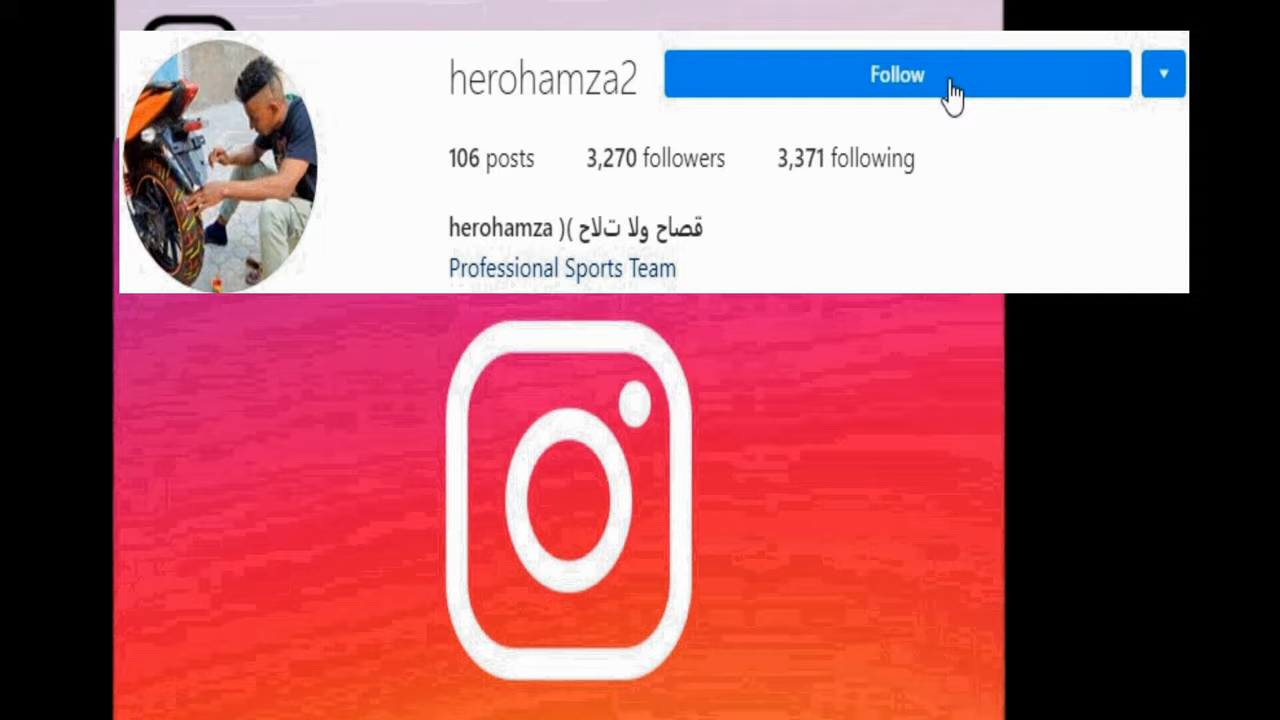 herohamza2
Follow
106 posts 3,270 followers 3,371 following
herohamza )( قصاح ولا تلاح
Professional Sports Team